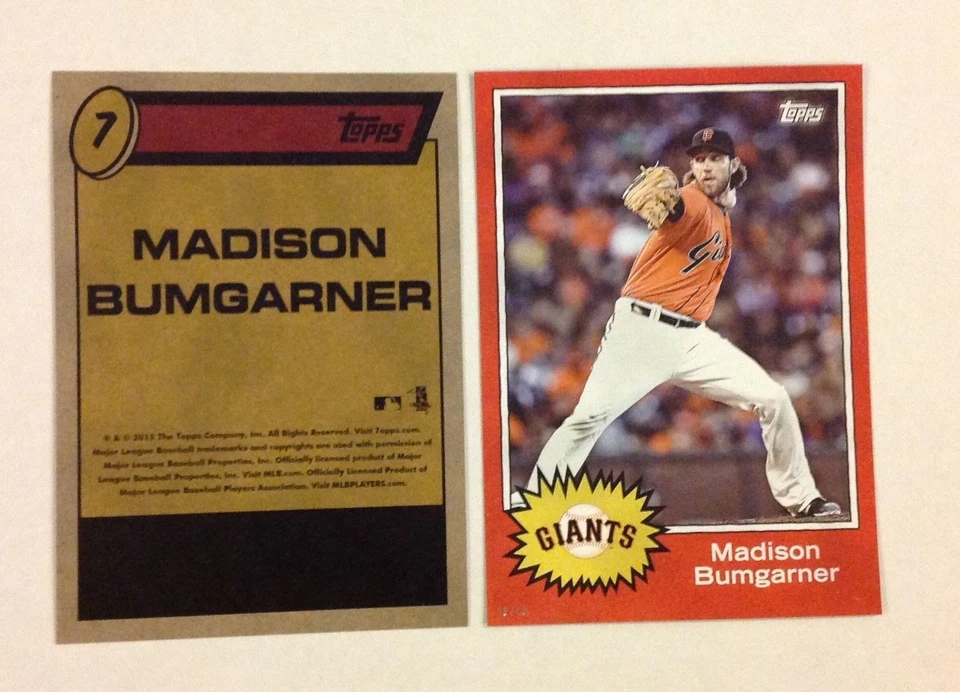 7
Topps
MADISON
BUMGARNER
® & © 2015 The Topps Company, Inc. All Rights Reserved. Visit Topps.com.
Major League Baseball trademarks and copyrights are used with permission of
Major League Baseball Properties, Inc. Officially licensed product of Major
League Baseball Properties, Inc. Visit MLB.com. Officially Licensed Product of
Major League Baseball Players Association. Visit MLBPLAYERS.com.
Topps
SF
Gia
GIANTS
Madison
Bumgarner